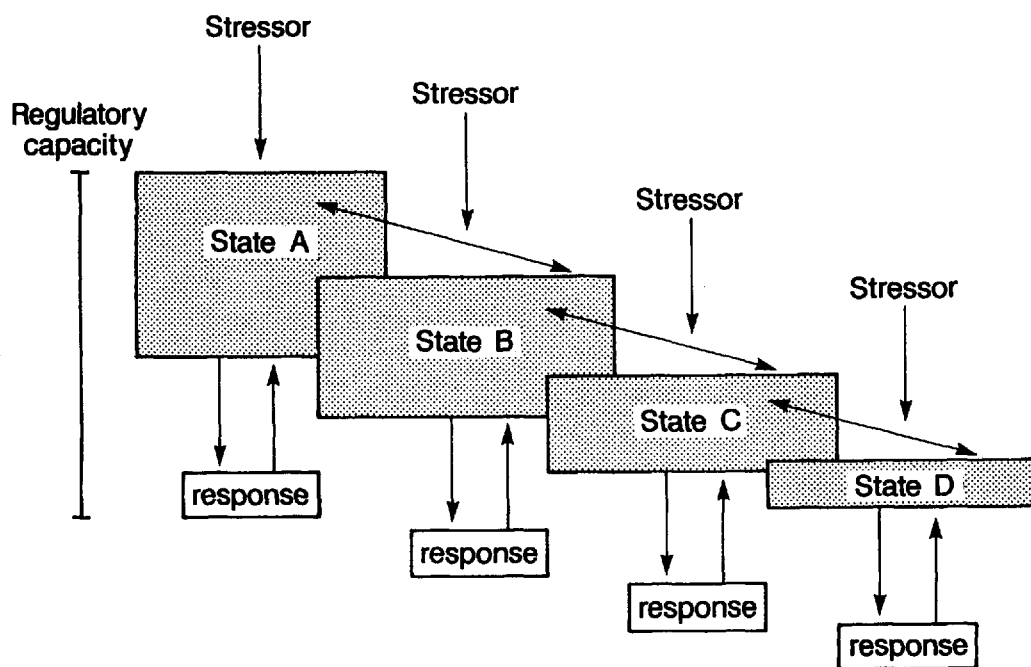 Stressor
Stressor
Regulatory
capacity
Stressor
State A
Stressor
State B
State C
response
State D
response
response
response